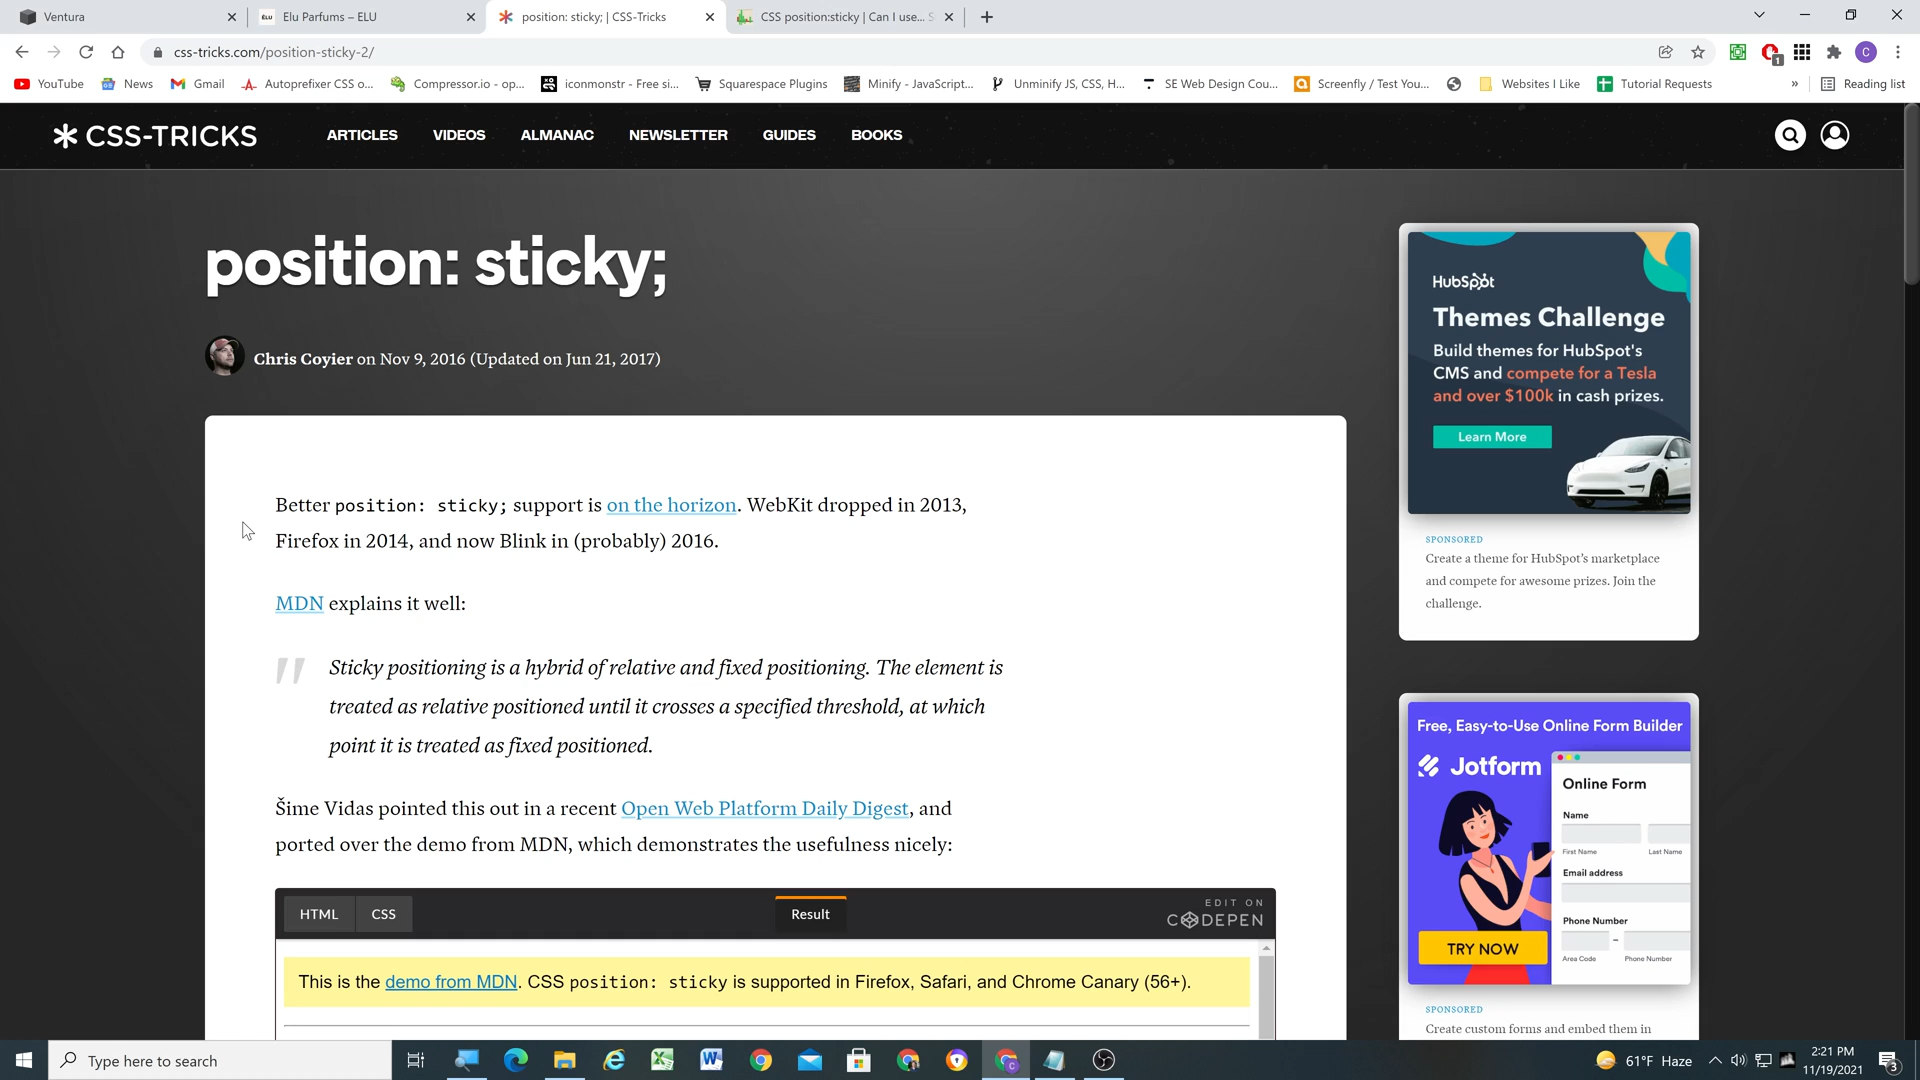 Ventura
Elu Parfums – ELU
position: sticky; | CSS-Tricks
CSS position:sticky | Can I use... S
css-tricks.com/position-sticky-2/
1
C
YouTube
News
Gmail
Autoprefixer CSS o...
Compressor.io - op...
iconmonstr - Free si...
Squarespace Plugins
Minify - JavaScript...
Unminify JS, CSS, H...
SE Web Design Cou...
Screenfly / Test You...
Websites I Like
Tutorial Requests
»
Reading list
CSS-TRICKS
ARTICLES
VIDEOS
ALMANAC
NEWSLETTER
GUIDES
BOOKS
position: sticky;
Chris Coyier on Nov 9, 2016 (Updated on Jun 21, 2017)
Better position: sticky; support is on the horizon. WebKit dropped in 2013,
Firefox in 2014, and now Blink in (probably) 2016.
MDN explains it well:
" Sticky positioning is a hybrid of relative and fixed positioning. The element is
treated as relative positioned until it crosses a specified threshold, at which
point it is treated as fixed positioned.
Šime Vidas pointed this out in a recent Open Web Platform Daily Digest, and
ported over the demo from MDN, which demonstrates the usefulness nicely:
HTML
CSS
Result
EDIT ON
CODEPEN
This is the demo from MDN. CSS position: sticky is supported in Firefox, Safari, and Chrome Canary (56+).
HubSpot
Themes Challenge
Build themes for HubSpot's
CMS and compete for a Tesla
and over $100k in cash prizes.
Learn More
SPONSORED
Create a theme for HubSpot's marketplace
and compete for awesome prizes. Join the
challenge.
Free, Easy-to-Use Online Form Builder
Jotform
Online Form
Name
First Name
Last Name
Email address
Phone Number
–
Area Code
Phone Number
TRY NOW
SPONSORED
Create custom forms and embed them in
Type here to search
61°F Haze
2:21 PM
11/19/2021
3